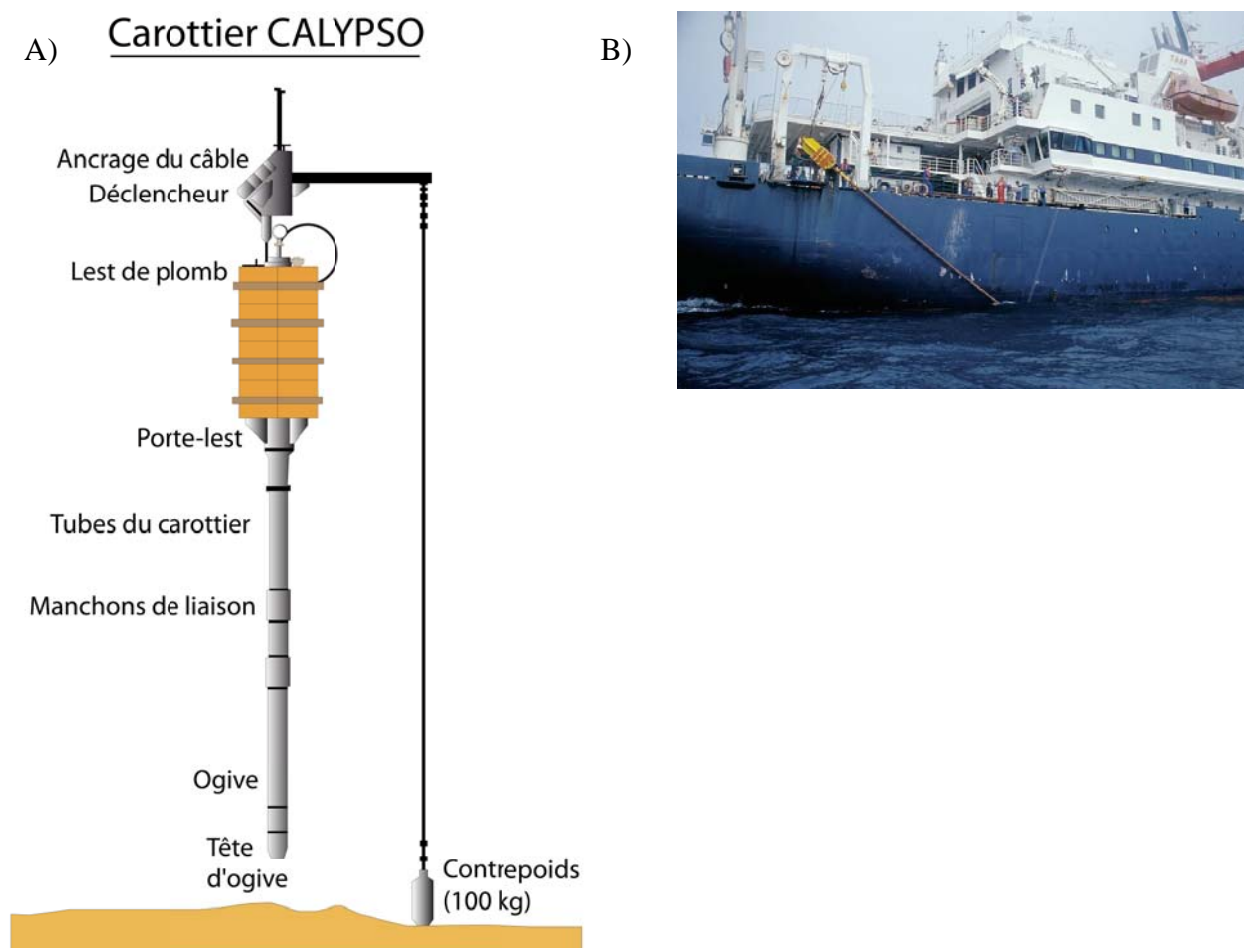 A)
Carottier CALYPSO
B)
Ancrage du câble
Déclencheur
Lest de plomb
Porte-lest
Tubes du carottier
Manchons de liaison
Ogive
Tête
d'ogive
Contrepoids
(100 kg)